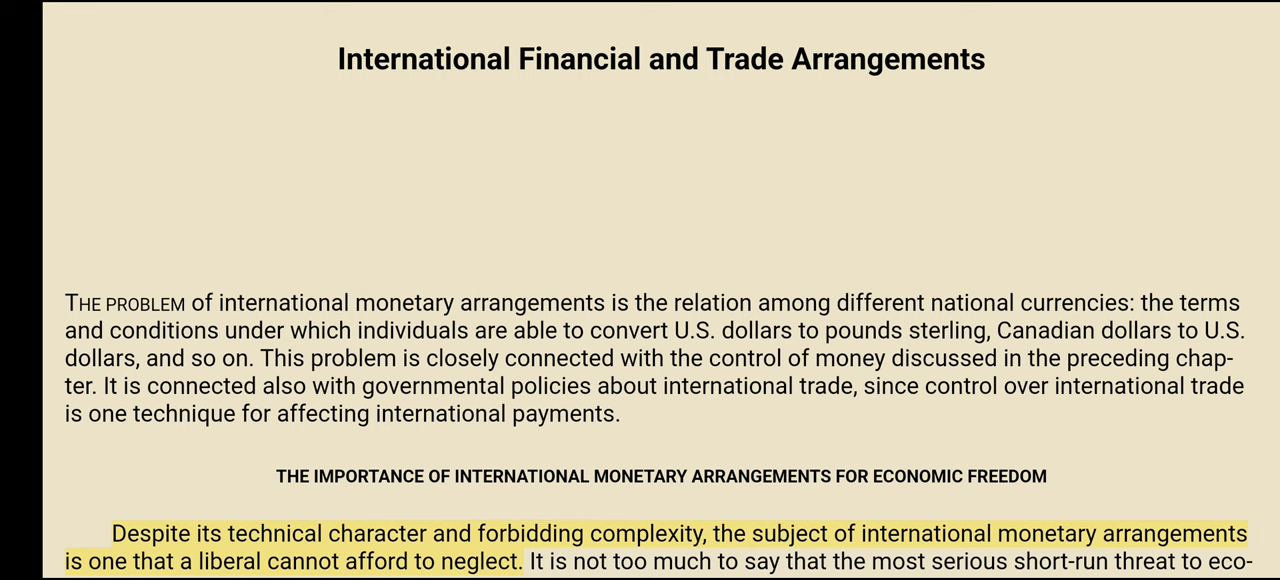 International Financial and Trade Arrangements
THE PROBLEM of international monetary arrangements is the relation among different national currencies: the terms
and conditions under which individuals are able to convert U.S. dollars to pounds sterling, Canadian dollars to U.S.
dollars, and so on. This problem is closely connected with the control of money discussed in the preceding chap-
ter. It is connected also with governmental policies about international trade, since control over international trade
is one technique for affecting international payments.
THE IMPORTANCE OF INTERNATIONAL MONETARY ARRANGEMENTS FOR ECONOMIC FREEDOM
Despite its technical character and forbidding complexity, the subject of international monetary arrangements
is one that a liberal cannot afford to neglect. It is not too much to say that the most serious short-run threat to eco-